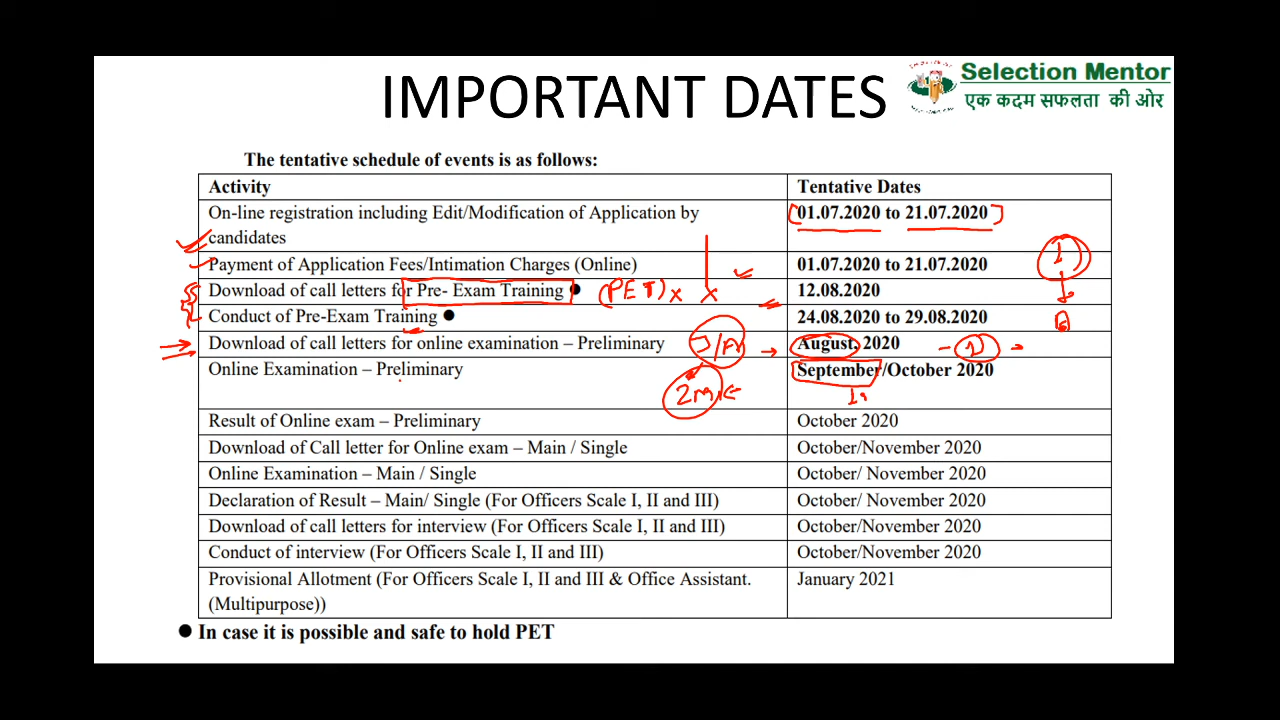 IMPORTANT DATES
Selection Mentor
एक कदम सफलता की ओर
The tentative schedule of events is as follows:
Activity Tentative Dates
On-line registration including Edit/Modification of Application by 01.07.2020 to 21.07.2020
candidates
Payment of Application Fees/Intimation Charges (Online) 01.07.2020 to 21.07.2020
Download of call letters for Pre- Exam Training ● (PET) x x 12.08.2020
Conduct of Pre-Exam Training ● 24.08.2020 to 29.08.2020
Download of call letters for online examination – Preliminary August, 2020
Online Examination – Preliminary September/October 2020
Result of Online exam – Preliminary October 2020
Download of Call letter for Online exam – Main / Single October/November 2020
Online Examination – Main / Single October/ November 2020
Declaration of Result – Main/ Single (For Officers Scale I, II and III) October/ November 2020
Download of call letters for interview (For Officers Scale I, II and III) October/November 2020
Conduct of interview (For Officers Scale I, II and III) October/November 2020
Provisional Allotment (For Officers Scale I, II and III & Office Assistant. January 2021
(Multipurpose))
● In case it is possible and safe to hold PET